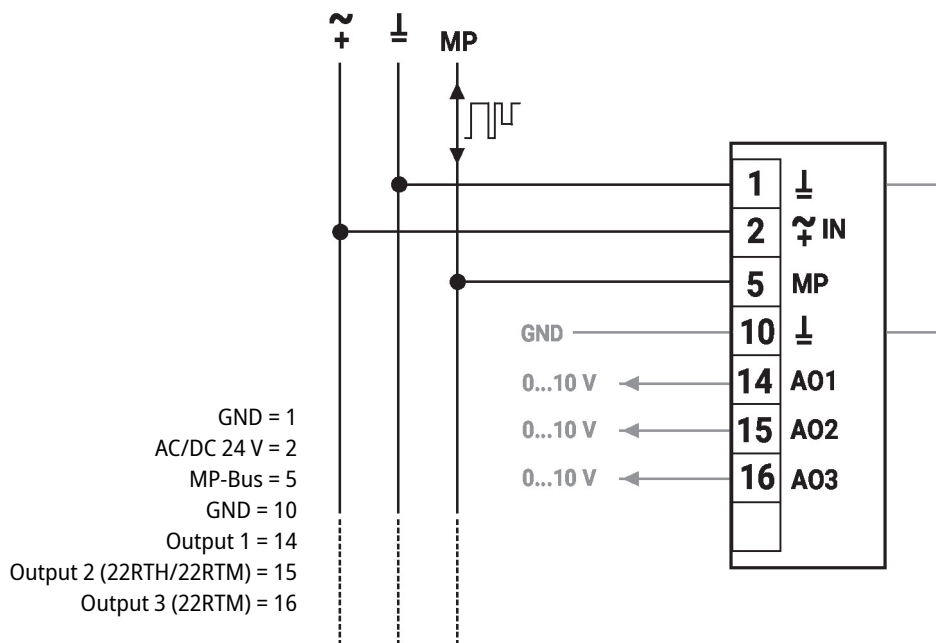 ~
+
⊥
MP
1 ⊥
2 ~ + IN
5 MP
GND 10 ⊥
0...10 V 14 AO1
0...10 V 15 AO2
0...10 V 16 AO3
GND = 1
AC/DC 24 V = 2
MP-Bus = 5
GND = 10
Output 1 = 14
Output 2 (22RTH/22RTM) = 15
Output 3 (22RTM) = 16